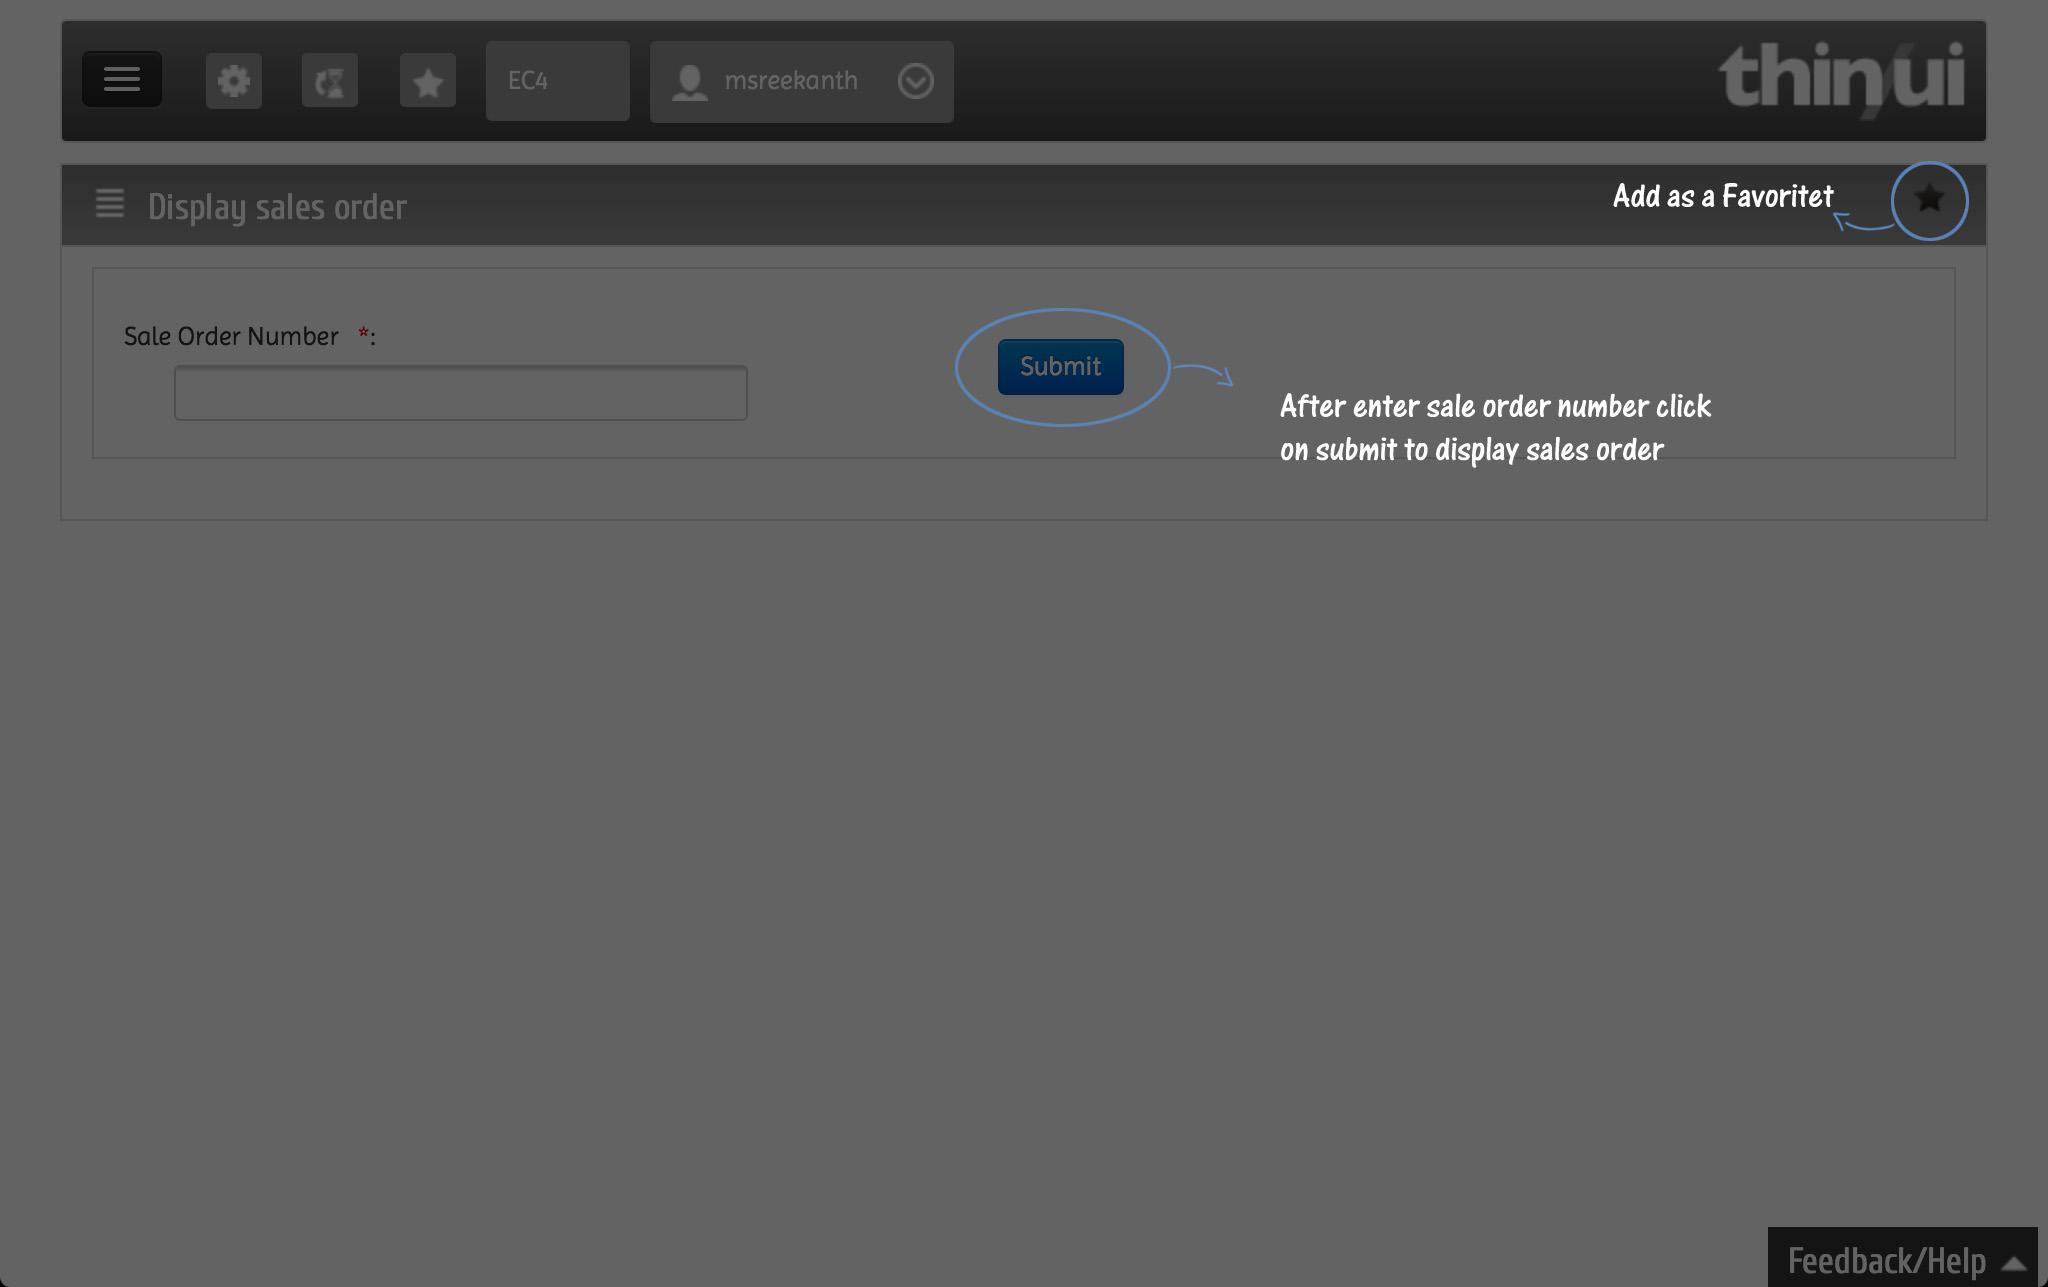 EC4
msreekanth
thinui
Display sales order
Add as a Favoritet
Sale Order Number *:
Submit
After enter sale order number click
on submit to display sales order
Feedback/Help